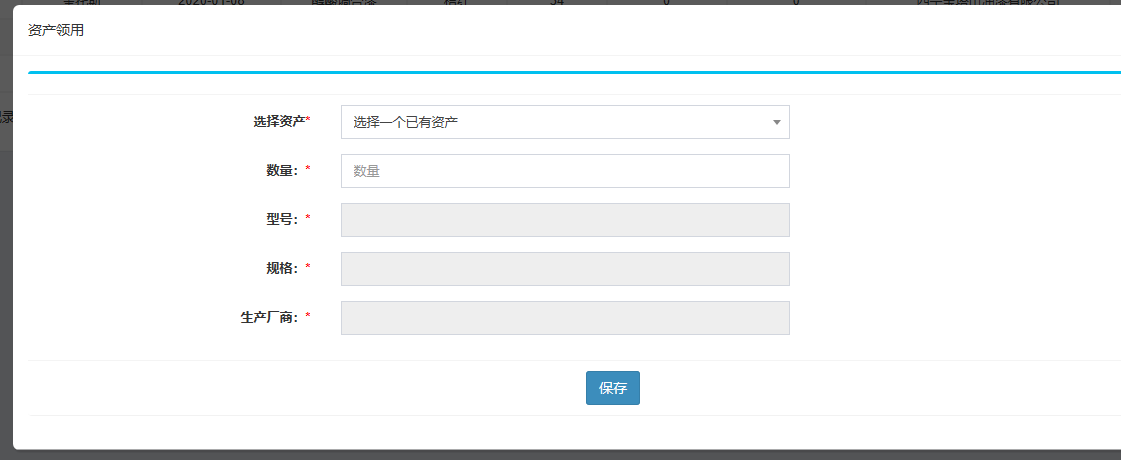 资产领用
录
选择资产* 选择一个已有资产
数量：* 数量
型号：*
规格：*
生产厂商：*
保存